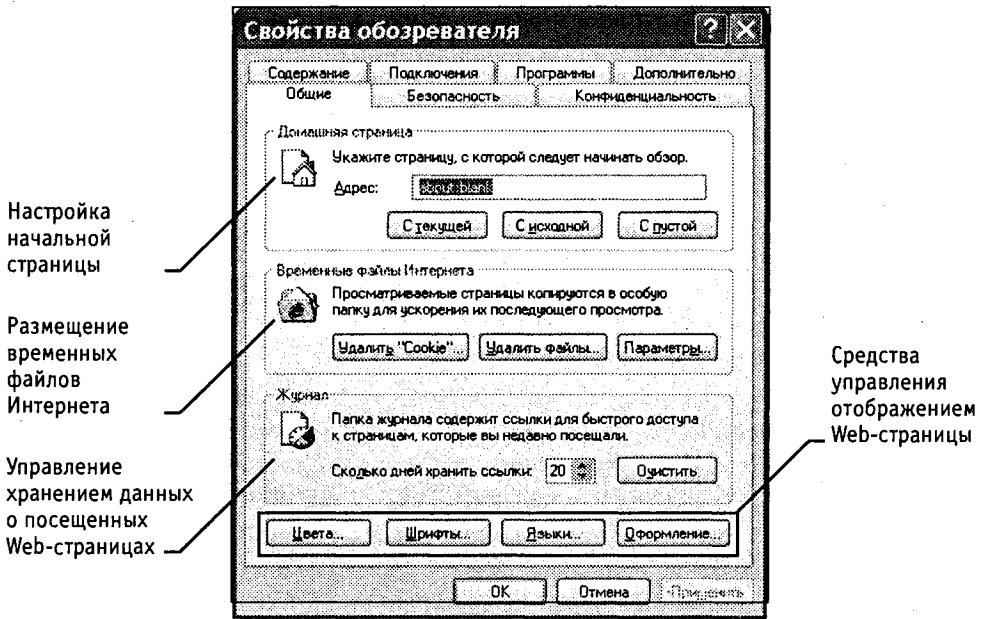 Свойства обозревателя
Содержание Подключения Программы Дополнительно
Общие Безопасность Конфиденциальность
Домашняя страница
Укажите страницу, с которой следует начинать обзор.
Адрес: about:blank
С текущей С исходной С пустой
Временные файлы Интернета
Просматриваемые страницы копируются в особую
папку для ускорения их последующего просмотра.
Удалить "Cookie"... Удалить файлы... Параметры...
Журнал
Папка журнала содержит ссылки для быстрого доступа
к страницам, которые вы недавно посещали.
Сколько дней хранить ссылки: 20 Очистить
Цвета... Шрифты... Языки... Оформление...
OK Отмена Применить
Настройка
начальной
страницы
Размещение
временных
файлов
Интернета
Управление
хранением данных
о посещенных
Web-страницах
Средства
управления
отображением
Web-страницы